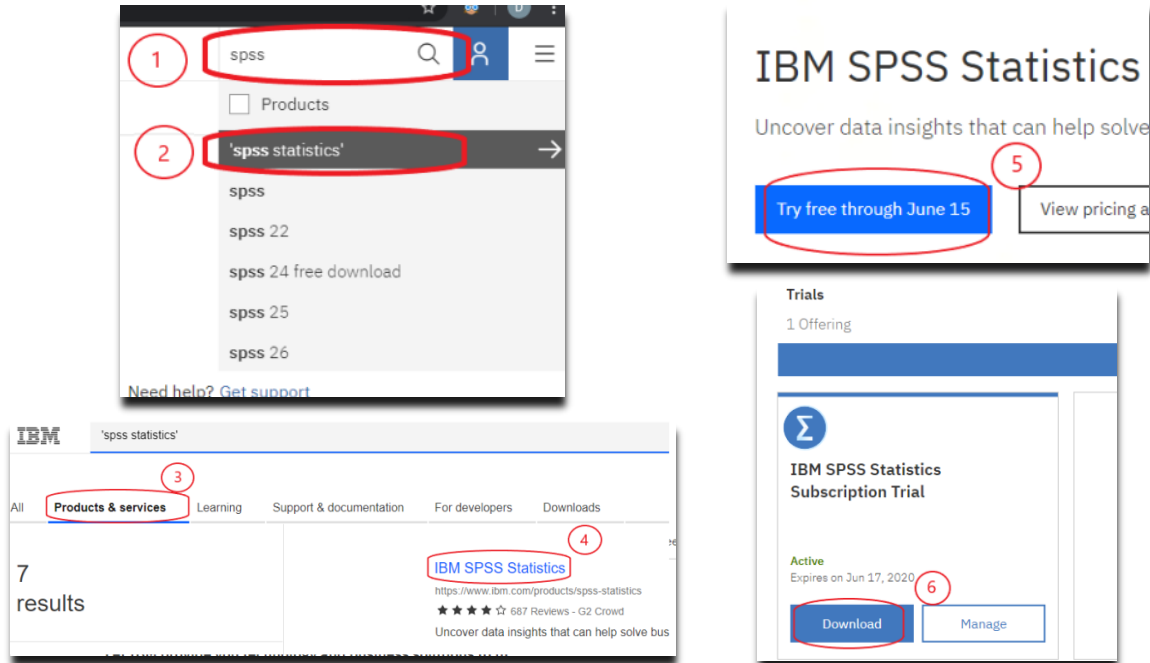 D
1
spss
Products
2
'spss statistics'
spss
spss 22
spss 24 free download
spss 25
spss 26
Need help? Get support
IBM
'spss statistics'
3
All Products & services Learning Support & documentation For developers Downloads
4
7
results
IBM SPSS Statistics
https://www.ibm.com/products/spss-statistics
687 Reviews - G2 Crowd
Uncover data insights that can help solve bus
IBM SPSS Statistics
Uncover data insights that can help solve
5
Try free through June 15
View pricing a
Trials
1 Offering
Σ
IBM SPSS Statistics
Subscription Trial
Active
Expires on Jun 17, 2020
6
Download
Manage